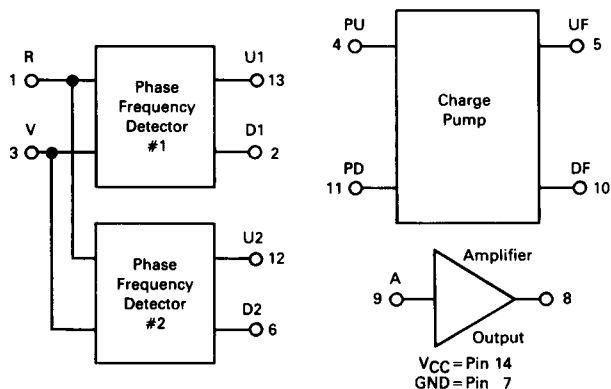 R
1
V
3
Phase
Frequency
Detector
#1
U1
13
D1
2
Phase
Frequency
Detector
#2
U2
12
D2
6
PU
4
PD
11
Charge
Pump
UF
5
DF
10
A
9
Amplifier
Output
8
VCC = Pin 14
GND = Pin 7